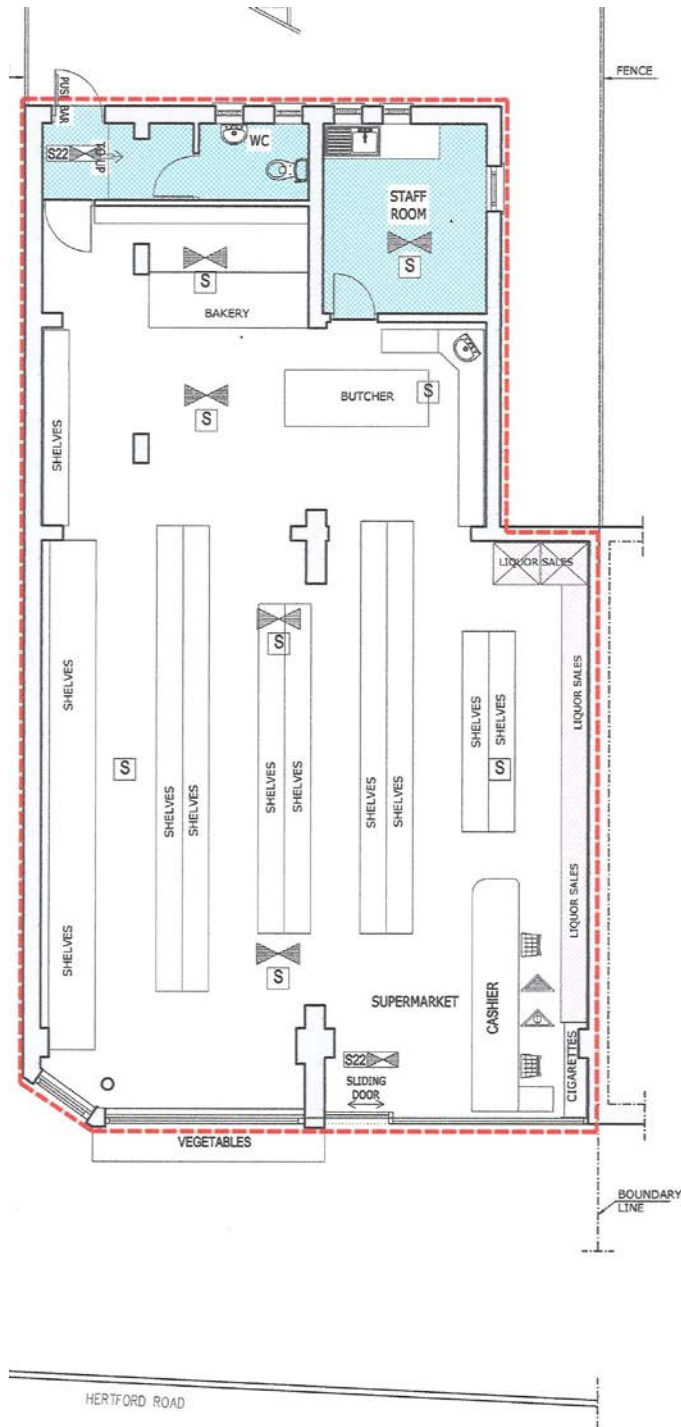 FENCE
PUSH BAR
S22
TO UP
WC
STAFF
ROOM
S
S
BAKERY
S
BUTCHER
S
SHELVES
LIQUOR SALES
SHELVES
S
SHELVES
SHELVES
LIQUOR SALES
S
S
SHELVES
SHELVES
SHELVES
SHELVES
SHELVES
SHELVES
SHELVES
LIQUOR SALES
S
SUPERMARKET
CASHIER
CIGARETTES
S22
SLIDING
DOOR
VEGETABLES
BOUNDARY
LINE
HERTFORD ROAD